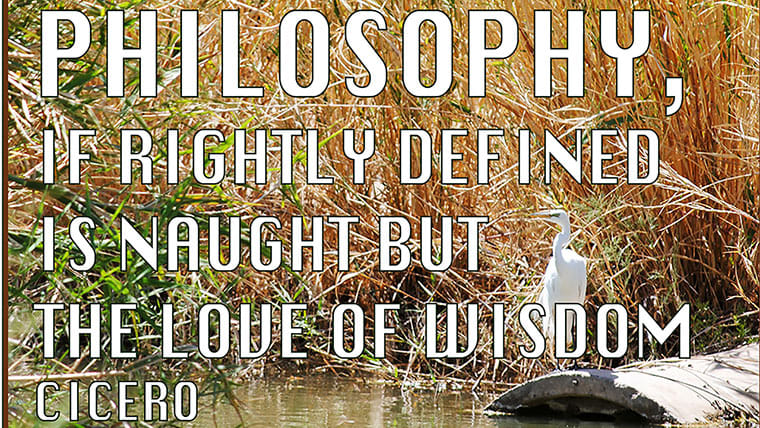 PHILOSOPHY,
IF RIGHTLY DEFINED
IS NAUGHT BUT
THE LOVE OF WISDOM
CICERO